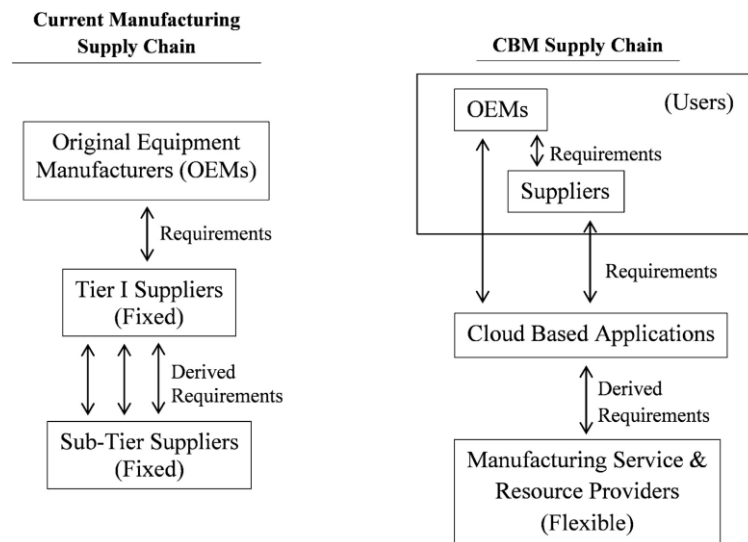 Current Manufacturing
Supply Chain
Original Equipment
Manufacturers (OEMs)
Requirements
Tier I Suppliers
(Fixed)
Derived
Requirements
Sub-Tier Suppliers
(Fixed)
CBM Supply Chain
(Users)
OEMs
Requirements
Suppliers
Requirements
Cloud Based Applications
Derived
Requirements
Manufacturing Service &
Resource Providers
(Flexible)